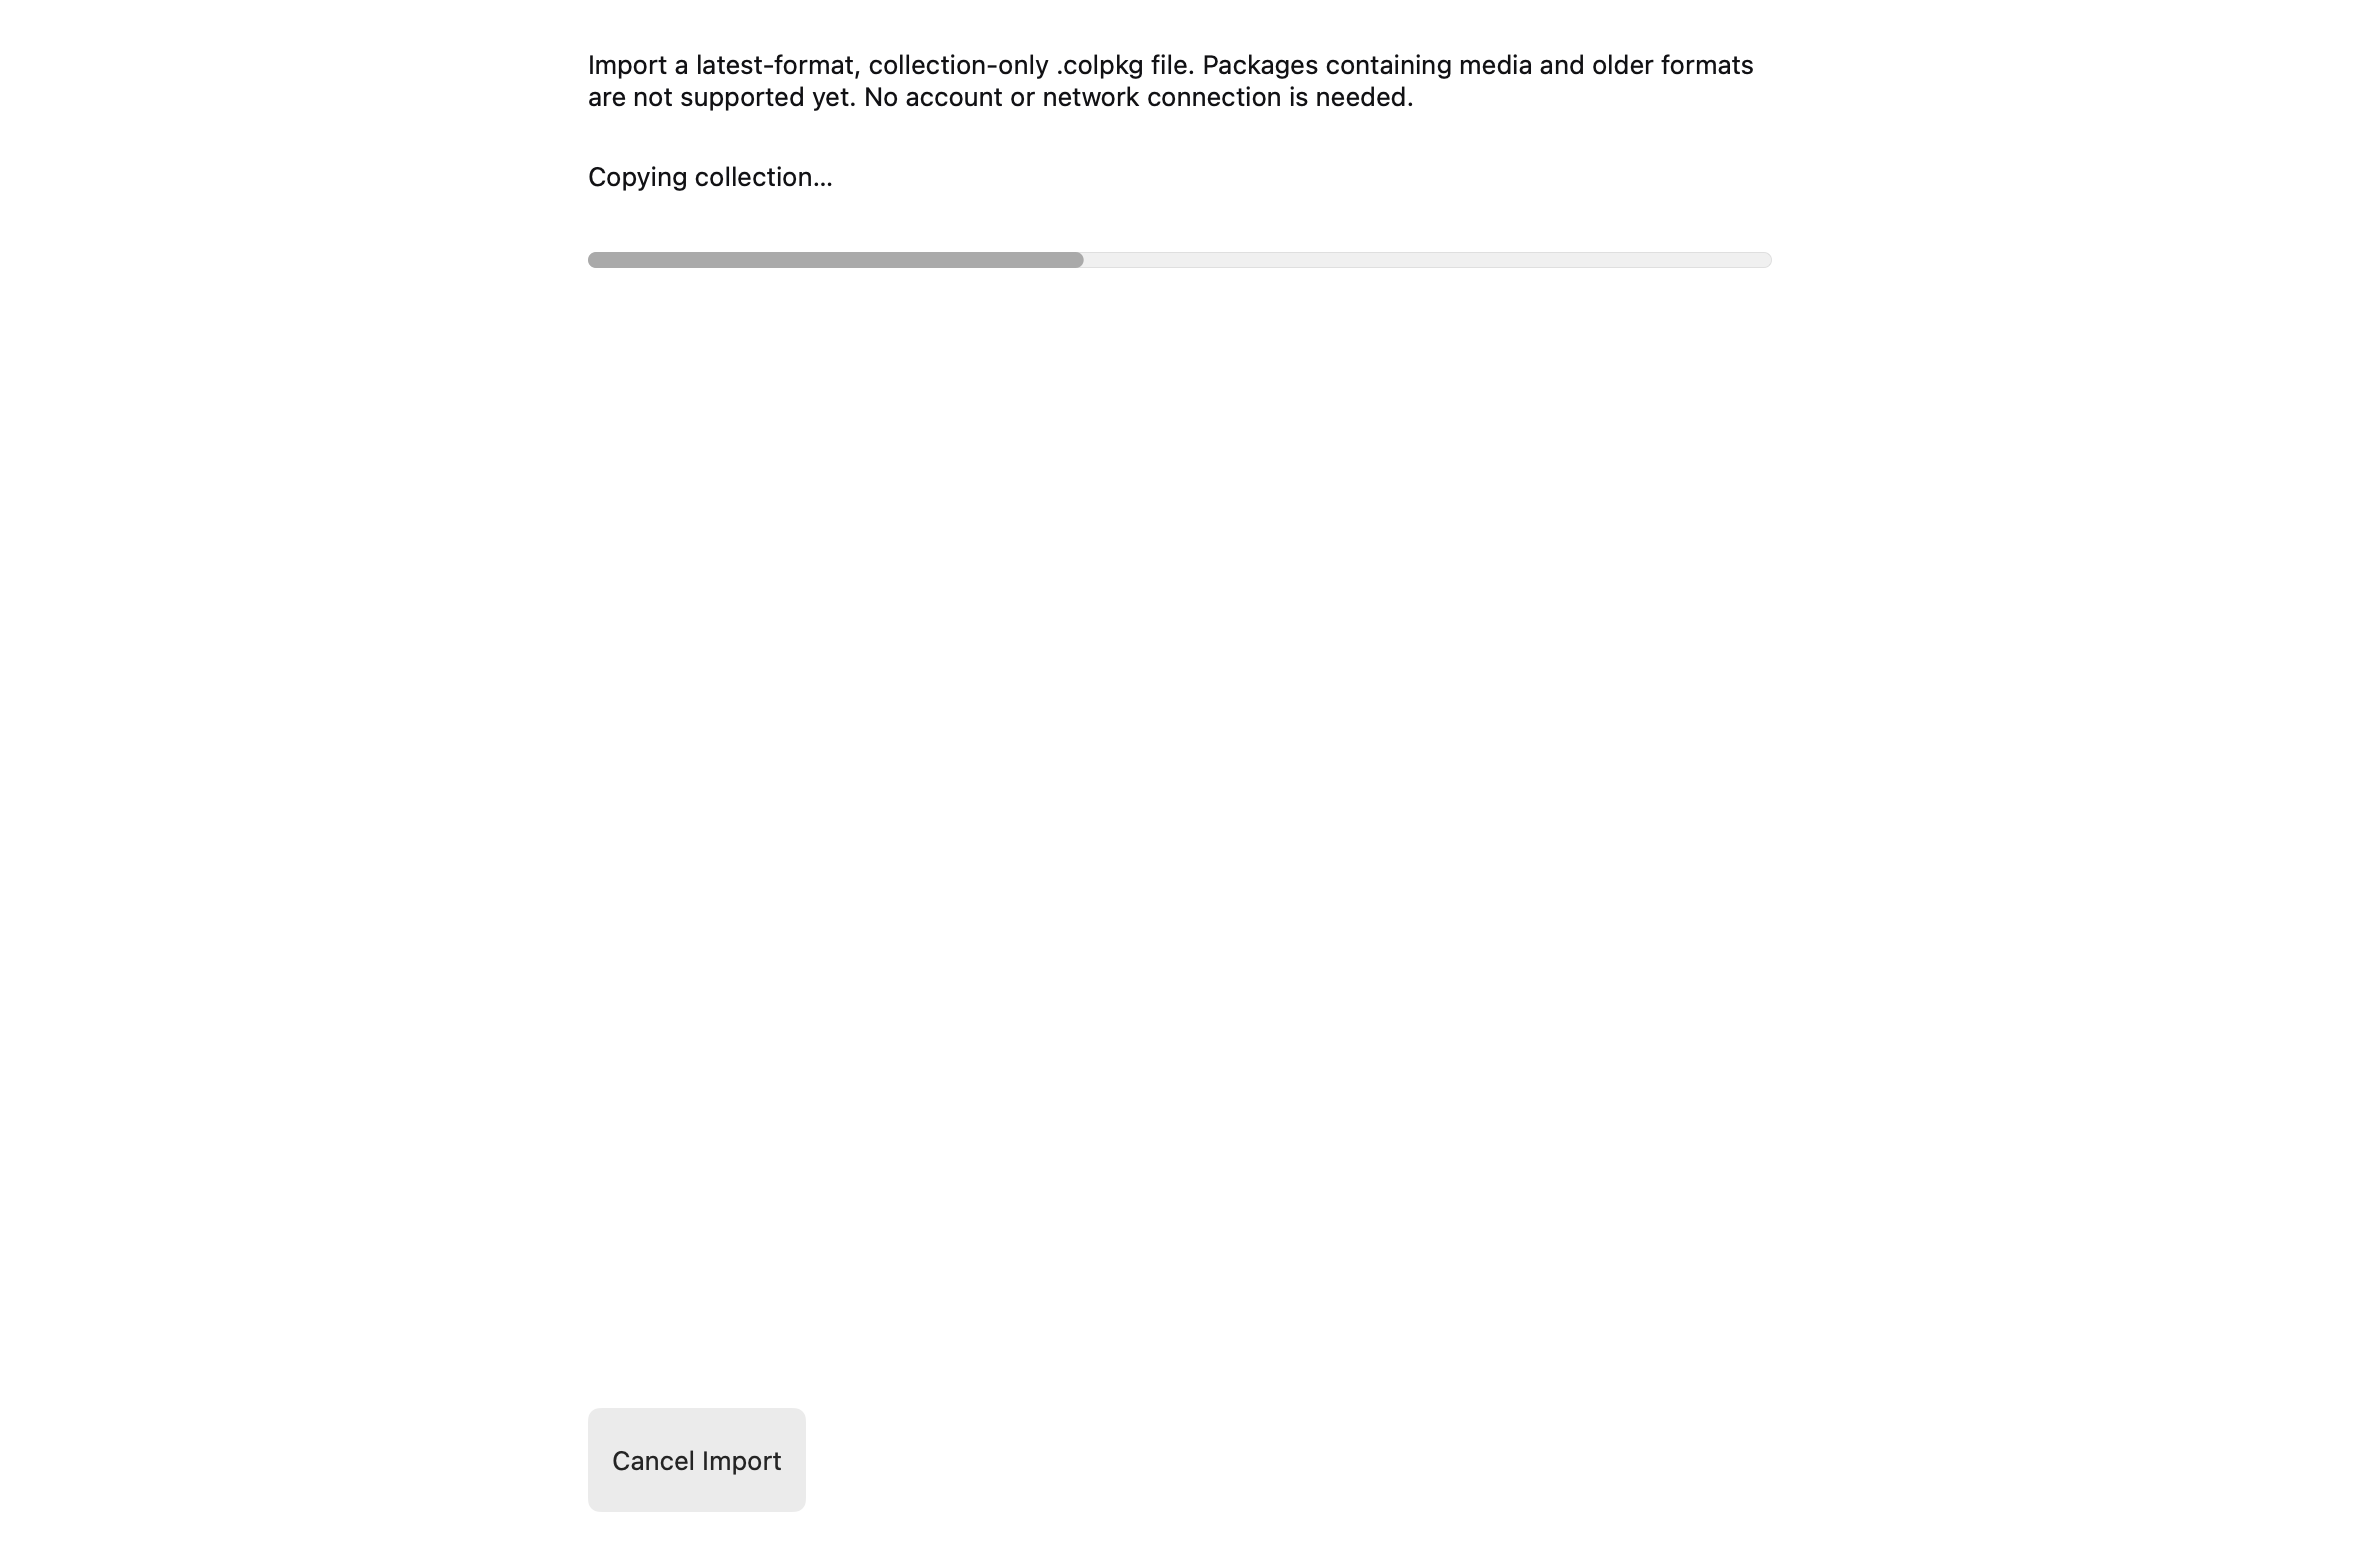 Import a latest-format, collection-only .colpkg file. Packages containing media and older formats
are not supported yet. No account or network connection is needed.
Copying collection…
Cancel Import